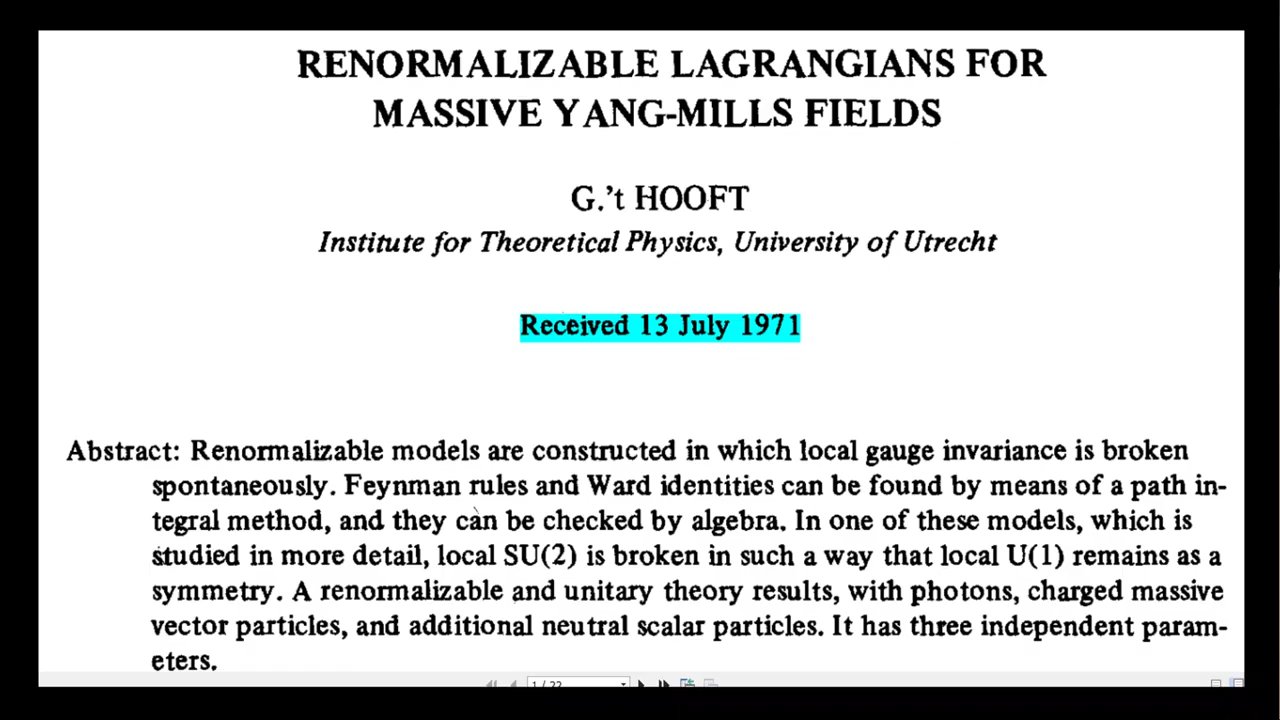 RENORMALIZABLE LAGRANGIANS FOR
MASSIVE YANG-MILLS FIELDS
G.'t HOOFT
Institute for Theoretical Physics, University of Utrecht
Received 13 July 1971
Abstract: Renormalizable models are constructed in which local gauge invariance is broken
spontaneously. Feynman rules and Ward identities can be found by means of a path in-
tegral method, and they can be checked by algebra. In one of these models, which is
studied in more detail, local SU(2) is broken in such a way that local U(1) remains as a
symmetry. A renormalizable and unitary theory results, with photons, charged massive
vector particles, and additional neutral scalar particles. It has three independent param-
eters.
1 / 22